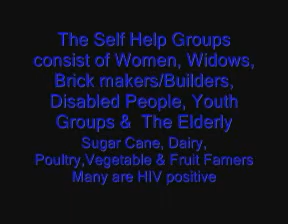 The Self Help Groups
consist of Women, Widows,
Brick makers/Builders,
Disabled People, Youth
Groups & The Elderly
Sugar Cane, Dairy,
Poultry,Vegetable & Fruit Famers
Many are HIV positive